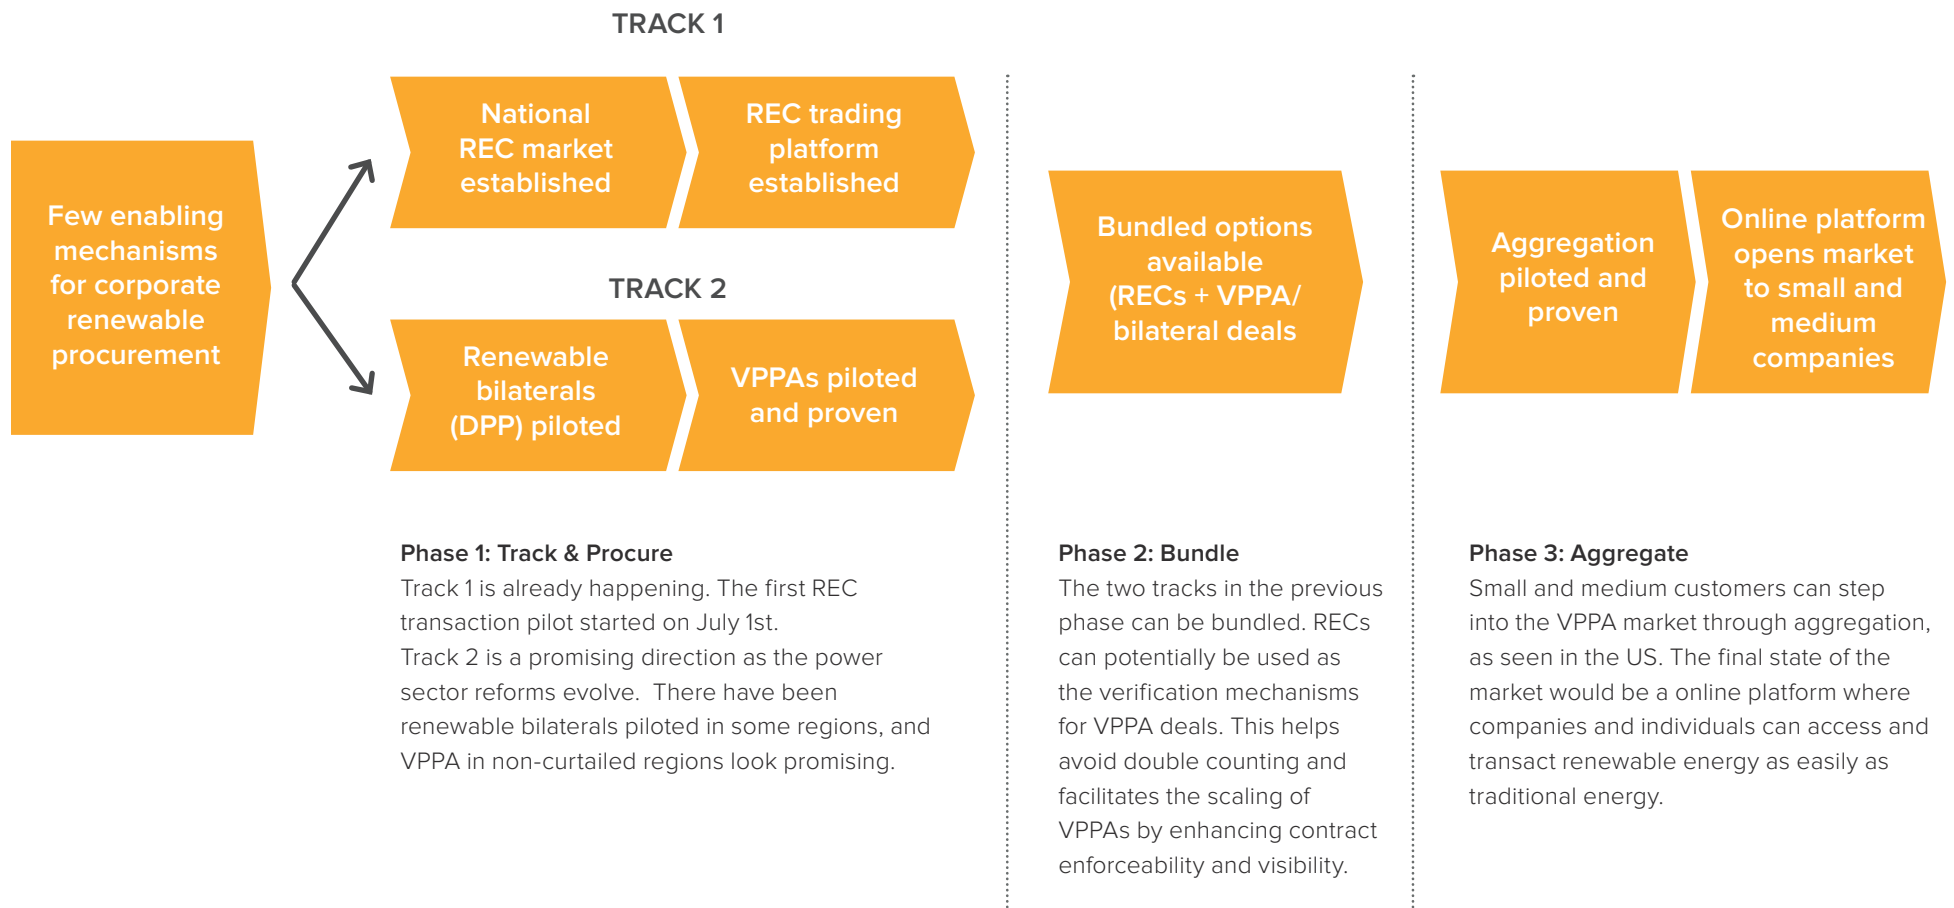 Few enabling
mechanisms
for corporate
renewable
procurement
TRACK 1
National
REC market
established
REC trading
platform
established
TRACK 2
Renewable
bilaterals
(DPP) piloted
VPPAs piloted
and proven
Bundled options
available
(RECs + VPPA/
bilateral deals
Aggregation
piloted and
proven
Online platform
opens market
to small and
medium
companies
Phase 1: Track & Procure
Track 1 is already happening. The first REC
transaction pilot started on July 1st.
Track 2 is a promising direction as the power
sector reforms evolve.  There have been
renewable bilaterals piloted in some regions, and
VPPA in non-curtailed regions look promising.
Phase 2: Bundle
The two tracks in the previous
phase can be bundled. RECs
can potentially be used as
the verification mechanisms
for VPPA deals. This helps
avoid double counting and
facilitates the scaling of
VPPAs by enhancing contract
enforceability and visibility.
Phase 3: Aggregate
Small and medium customers can step
into the VPPA market through aggregation,
as seen in the US. The final state of the
market would be a online platform where
companies and individuals can access and
transact renewable energy as easily as
traditional energy.